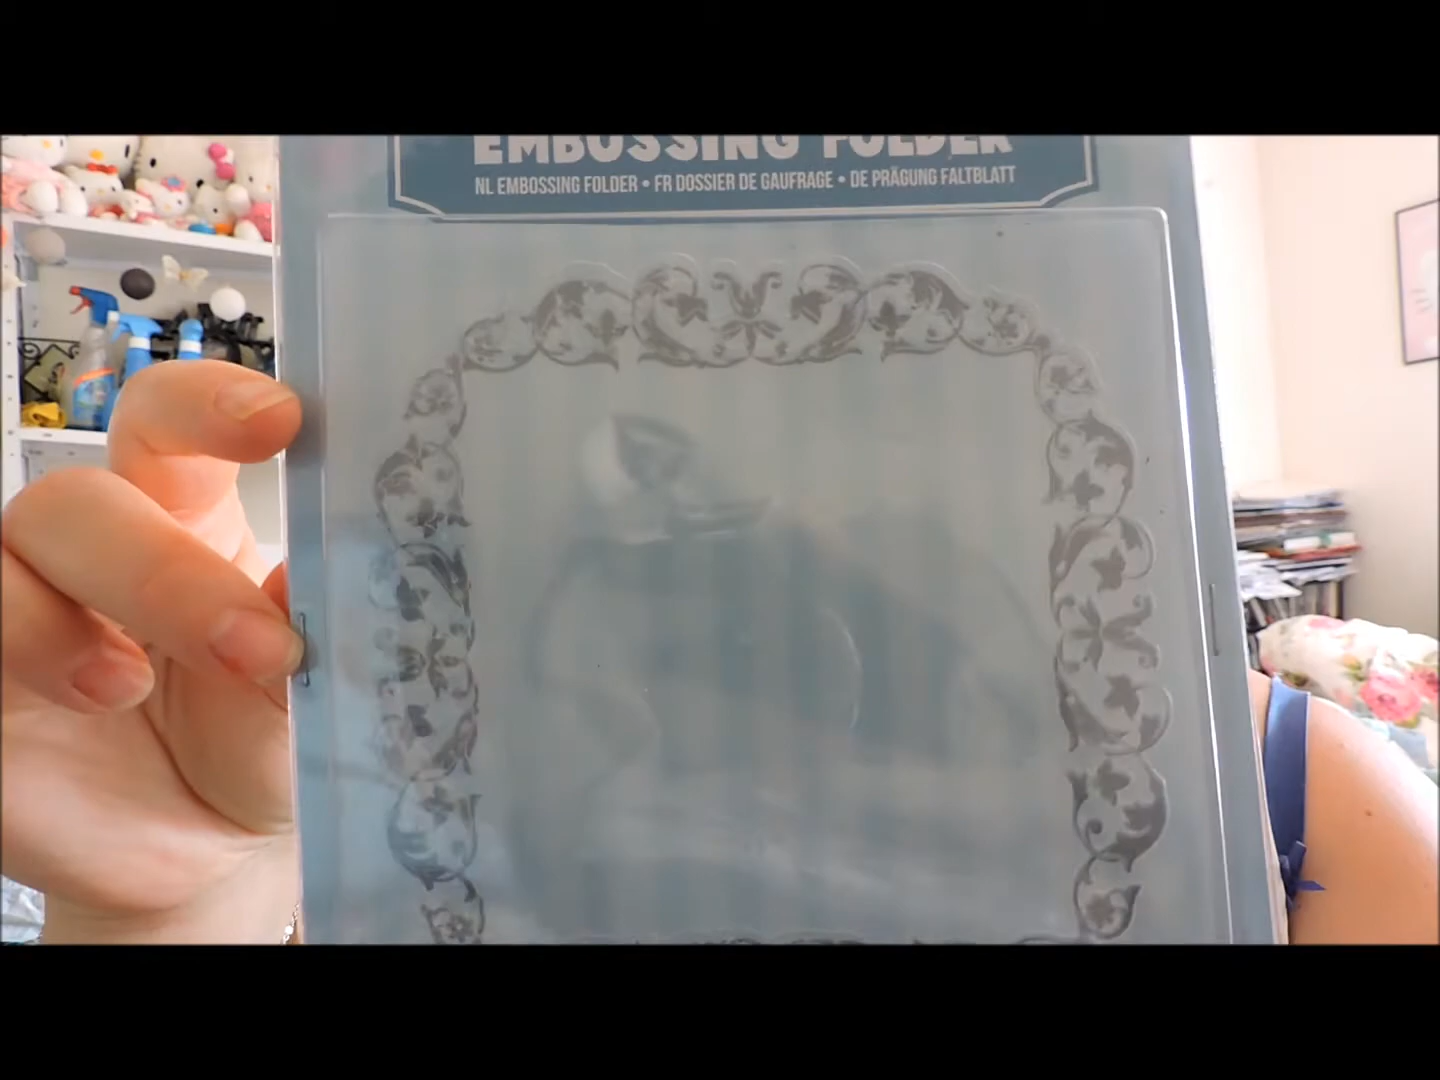 EMBOSSING FOLDER
NL EMBOSSING FOLDER • FR DOSSIER DE GAUFRAGE • DE PRÄGUNG FALTBLATT